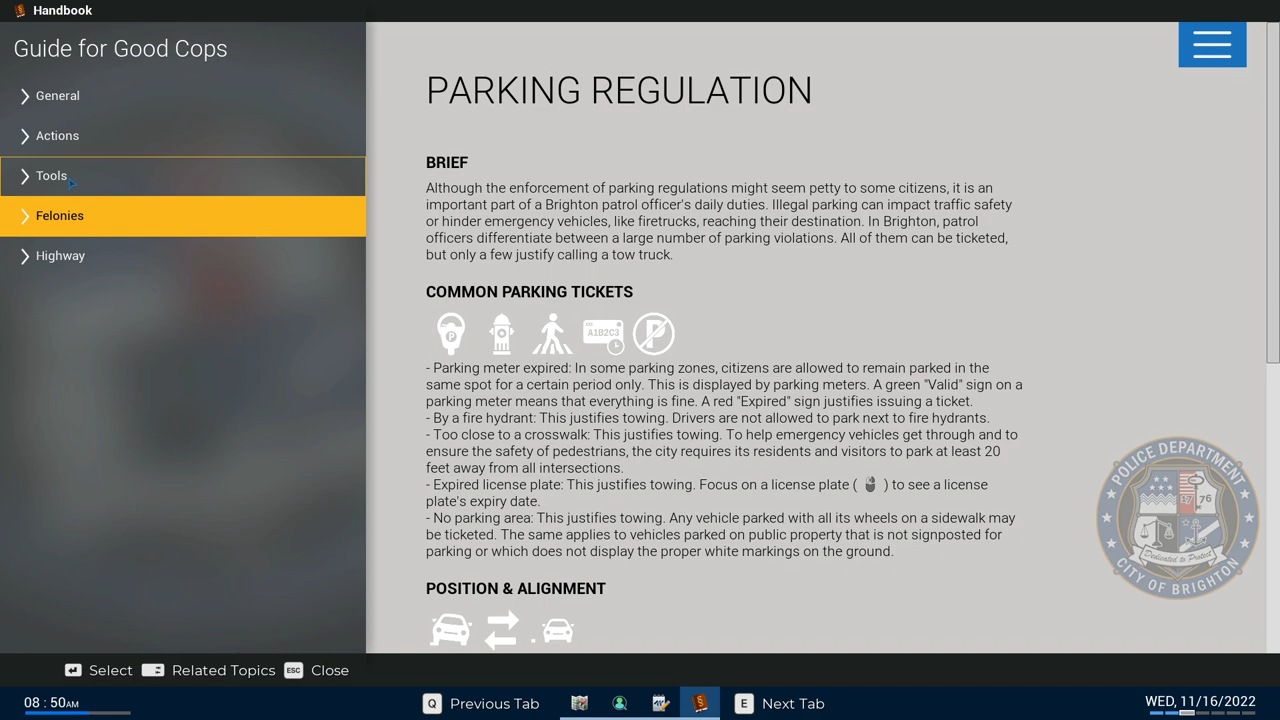 Handbook
Guide for Good Cops
General
Actions
Tools
Felonies
Highway
PARKING REGULATION
BRIEF
Although the enforcement of parking regulations might seem petty to some citizens, it is an
important part of a Brighton patrol officer's daily duties. Illegal parking can impact traffic safety
or hinder emergency vehicles, like firetrucks, reaching their destination. In Brighton, patrol
officers differentiate between a large number of parking violations. All of them can be ticketed,
but only a few justify calling a tow truck.
COMMON PARKING TICKETS
P
A1B2C3
P
- Parking meter expired: In some parking zones, citizens are allowed to remain parked in the
same spot for a certain period only. This is displayed by parking meters. A green "Valid" sign on a
parking meter means that everything is fine. A red "Expired" sign justifies issuing a ticket.
- By a fire hydrant: This justifies towing. Drivers are not allowed to park next to fire hydrants.
- Too close to a crosswalk: This justifies towing. To help emergency vehicles get through and to
ensure the safety of pedestrians, the city requires its residents and visitors to park at least 20
feet away from all intersections.
- Expired license plate: This justifies towing. Focus on a license plate ( ) to see a license
plate's expiry date.
- No parking area: This justifies towing. Any vehicle parked with all its wheels on a sidewalk may
be ticketed. The same applies to vehicles parked on public property that is not signposted for
parking or which does not display the proper white markings on the ground.
POSITION & ALIGNMENT
POLICE DEPARTMENT
17 76
Dedicated to Protect
CITY OF BRIGHTON
Select
Related Topics
ESC Close
08 : 50AM
Q Previous Tab
E Next Tab
WED, 11/16/2022